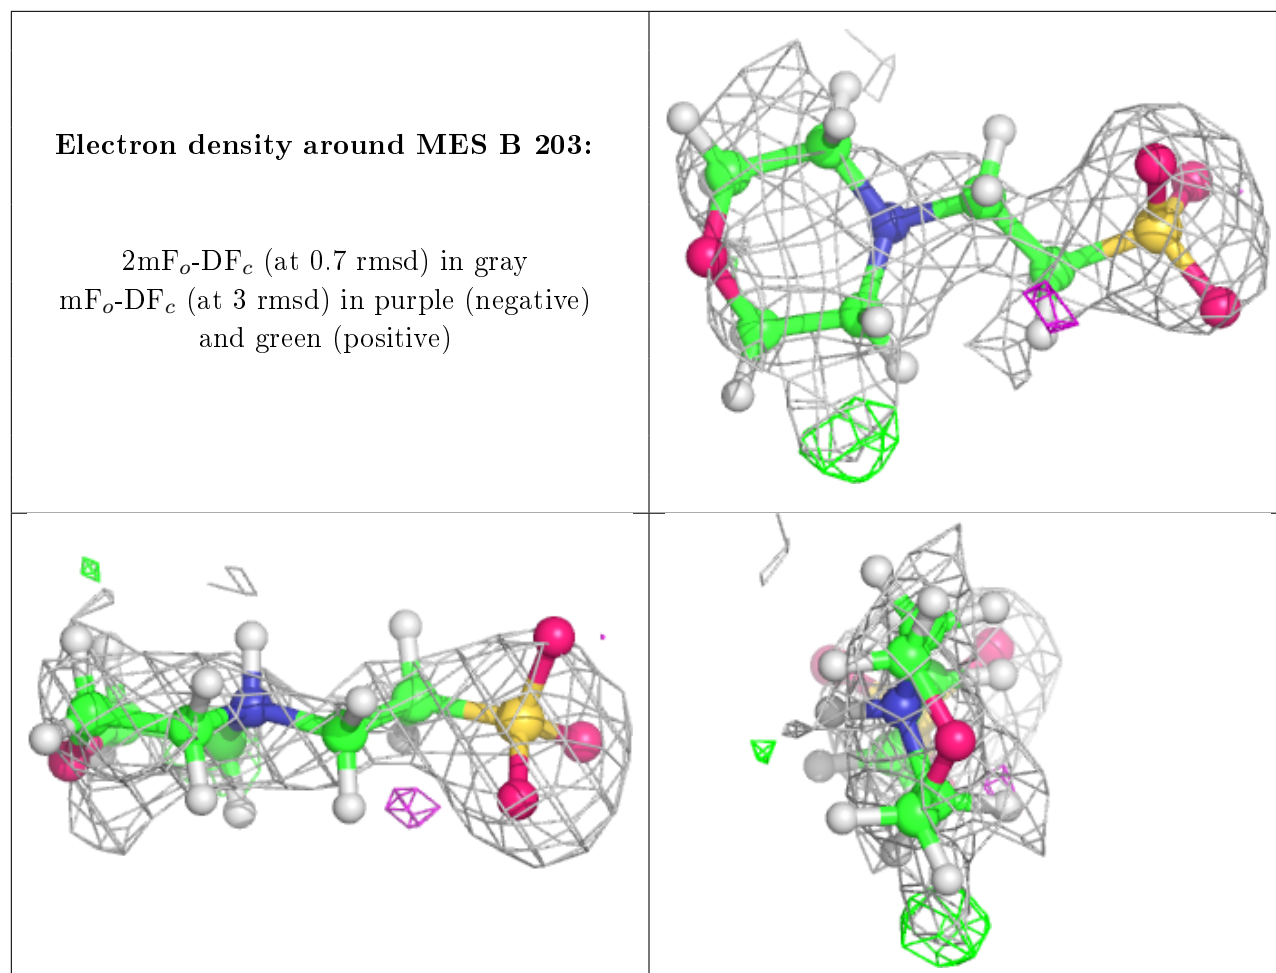 Electron density around MES B 203:
2mFo-DFc (at 0.7 rmsd) in gray
mFo-DFc (at 3 rmsd) in purple (negative)
and green (positive)